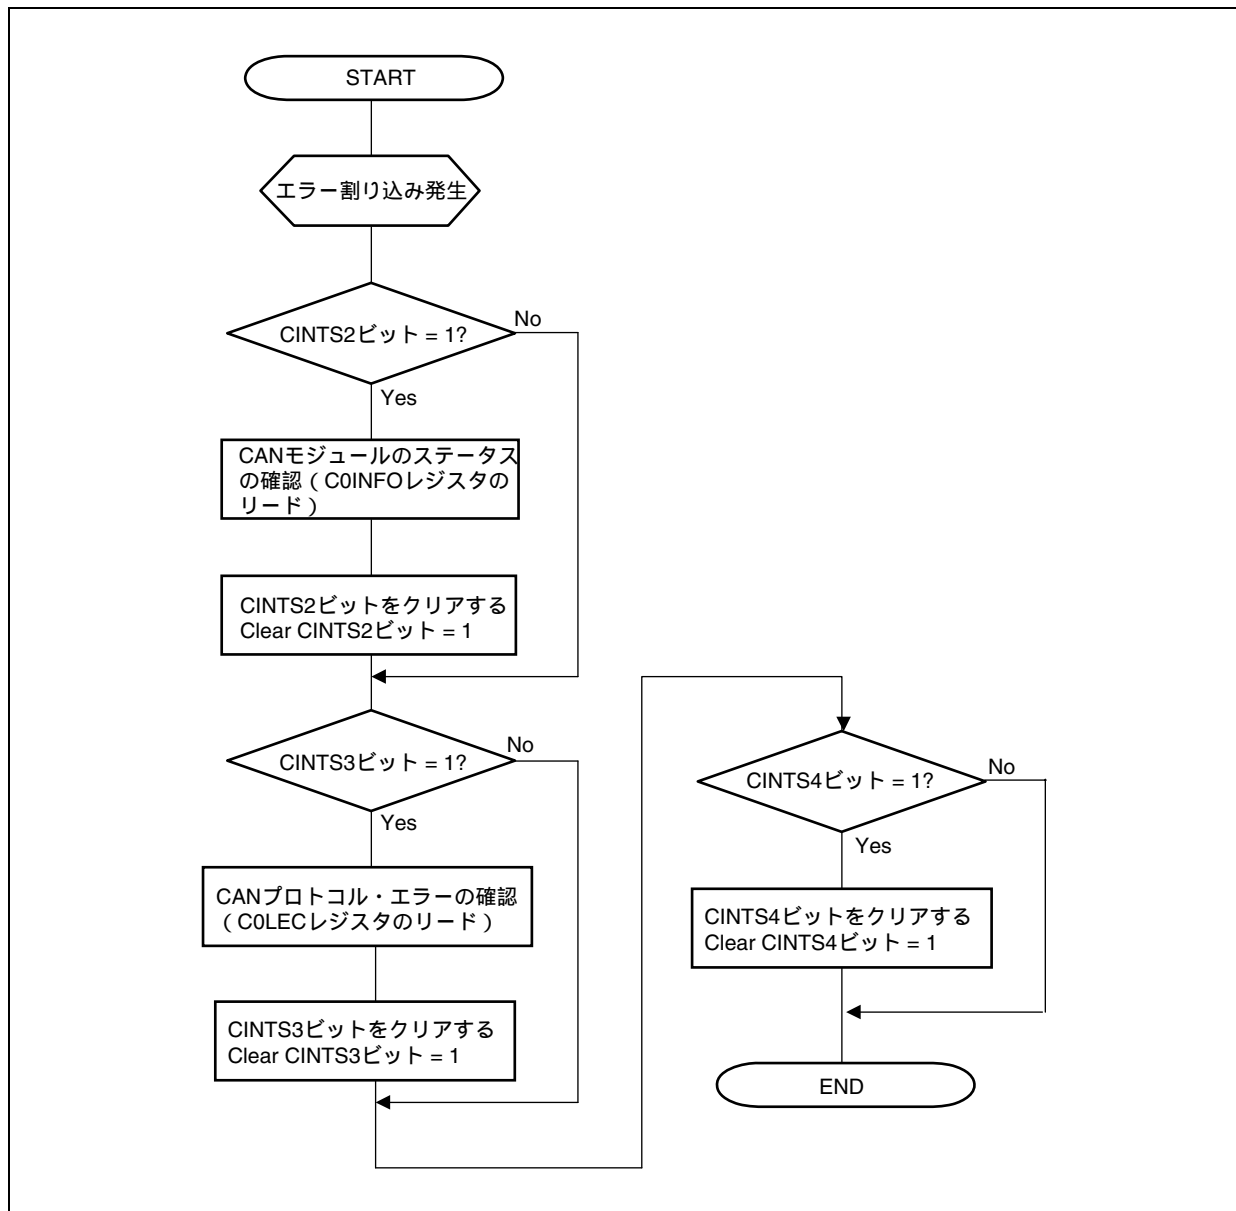 START
エラー割り込み発生
CINTS2ビット = 1?
No
Yes
CANモジュールのステータス
の確認（C0INFOレジスタの
リード）
CINTS2ビットをクリアする
Clear CINTS2ビット = 1
CINTS3ビット = 1?
No
Yes
CANプロトコル・エラーの確認
（C0LECレジスタのリード）
CINTS3ビットをクリアする
Clear CINTS3ビット = 1
CINTS4ビット = 1?
No
Yes
CINTS4ビットをクリアする
Clear CINTS4ビット = 1
END